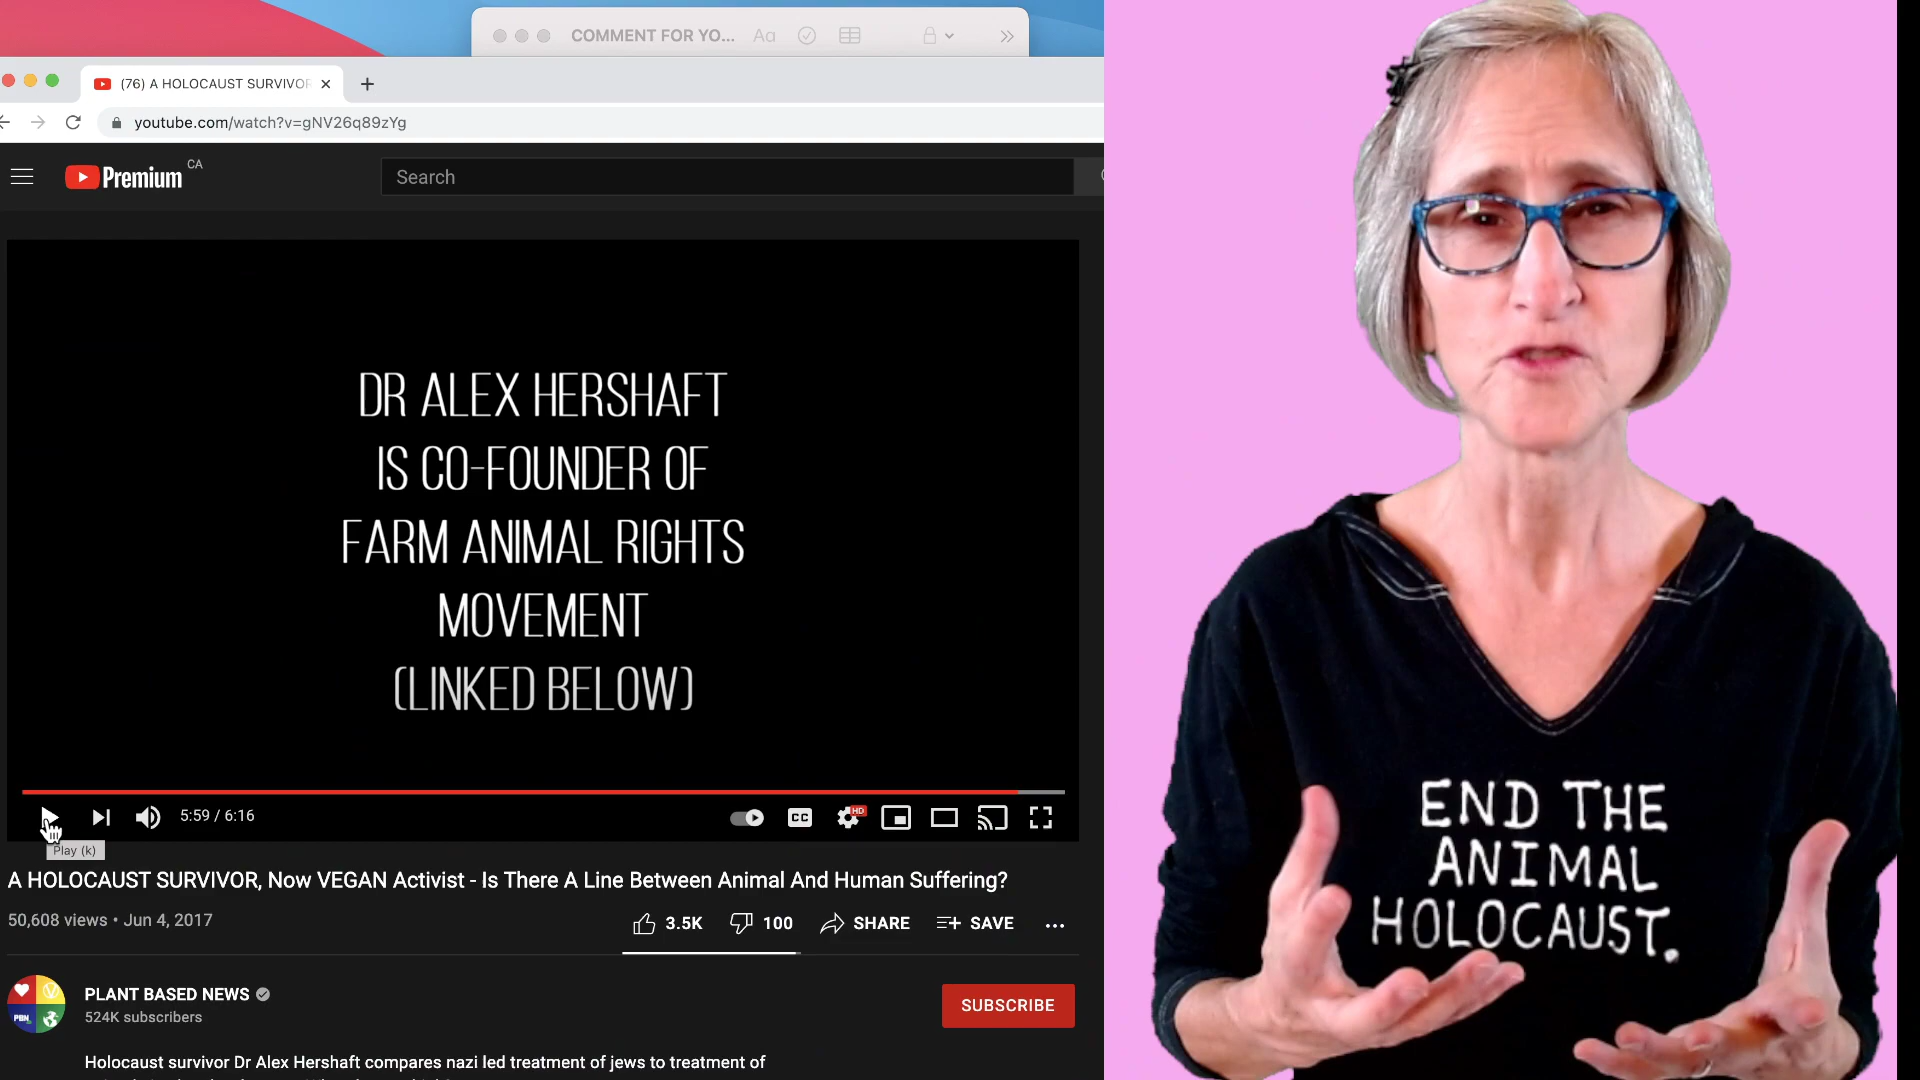 COMMENT FOR YO...
Aa
(76) A HOLOCAUST SURVIVOR
youtube.com/watch?v=gNV26q89zYg
Premium
CA
Search
DR ALEX HERSHAFT
IS CO-FOUNDER OF
FARM ANIMAL RIGHTS
MOVEMENT
(LINKED BELOW)
5:59 / 6:16
CC
HD
Play (k)
A HOLOCAUST SURVIVOR, Now VEGAN Activist - Is There A Line Between Animal And Human Suffering?
50,608 views • Jun 4, 2017
3.5K
100
SHARE
SAVE
PBN
PLANT BASED NEWS
524K subscribers
SUBSCRIBE
Holocaust survivor Dr Alex Hershaft compares nazi led treatment of jews to treatment of
END THE
ANIMAL
HOLOCAUST.